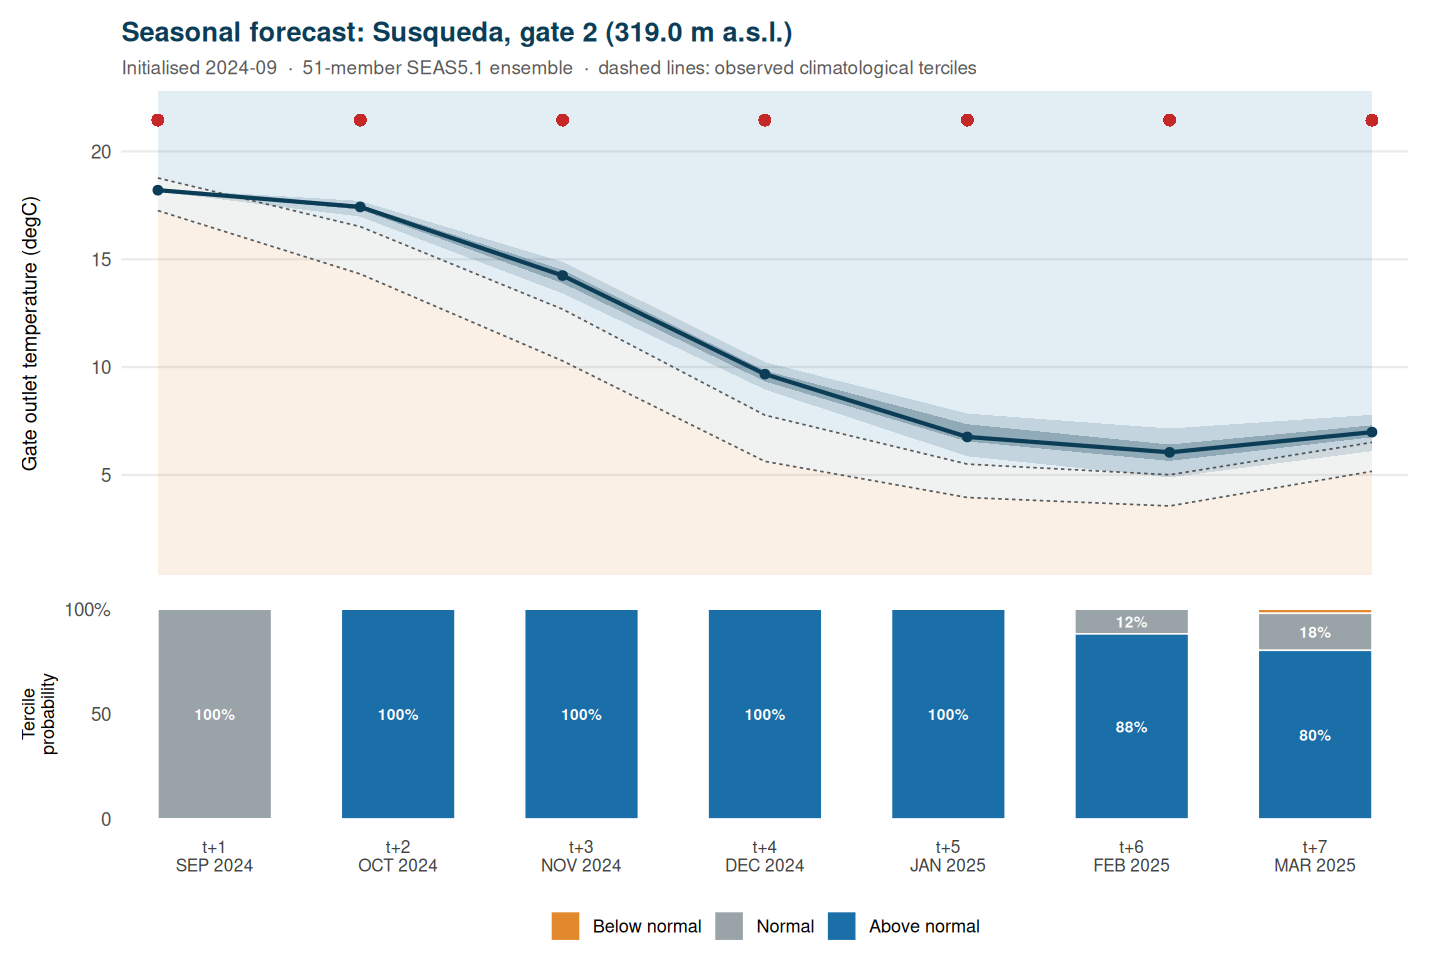 Seasonal forecast: Susqueda, gate 2 (319.0 m a.s.l.)
Initialised 2024-09 · 51-member SEAS5.1 ensemble · dashed lines: observed climatological terciles
Gate outlet temperature (degC)
20
15
10
5
Tercile
probability
100%
50
0
100%
100%
100%
100%
100%
12%
88%
18%
80%
t+1
SEP 2024
t+2
OCT 2024
t+3
NOV 2024
t+4
DEC 2024
t+5
JAN 2025
t+6
FEB 2025
t+7
MAR 2025
Below normal
Normal
Above normal